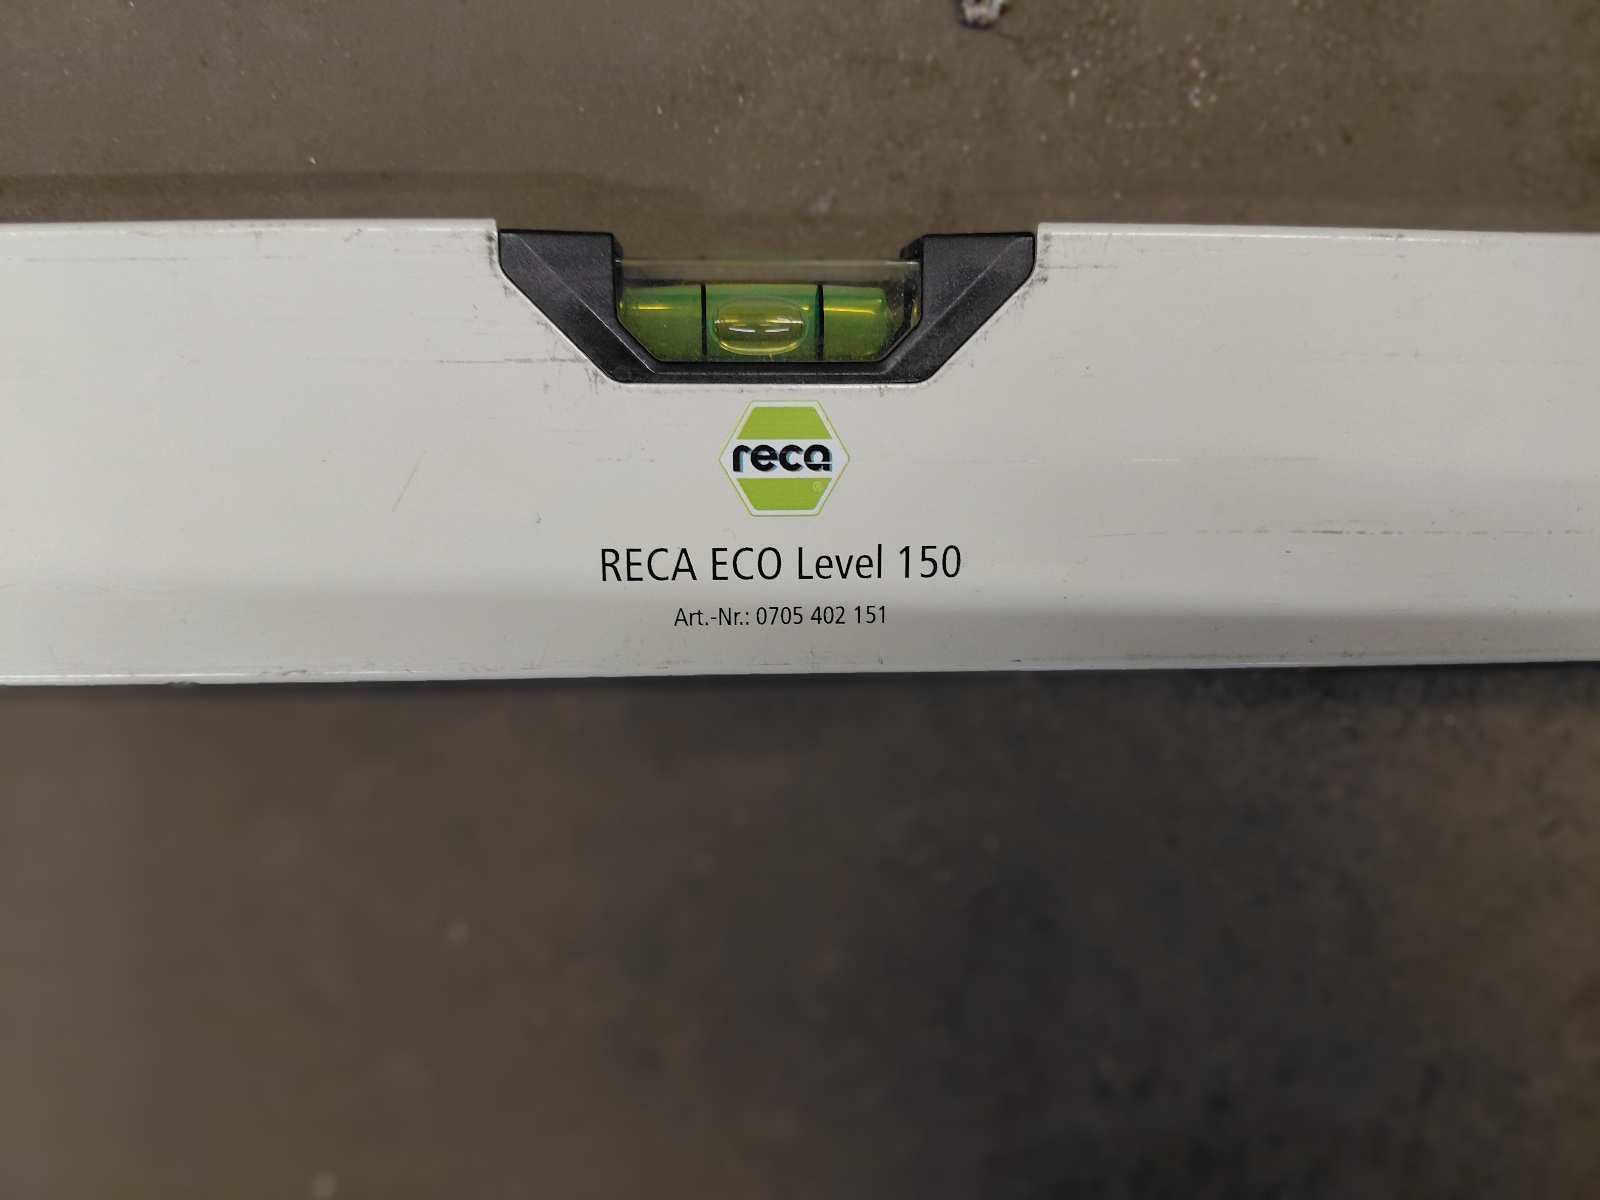 reca
®
RECA ECO Level 150
Art.-Nr.: 0705 402 151